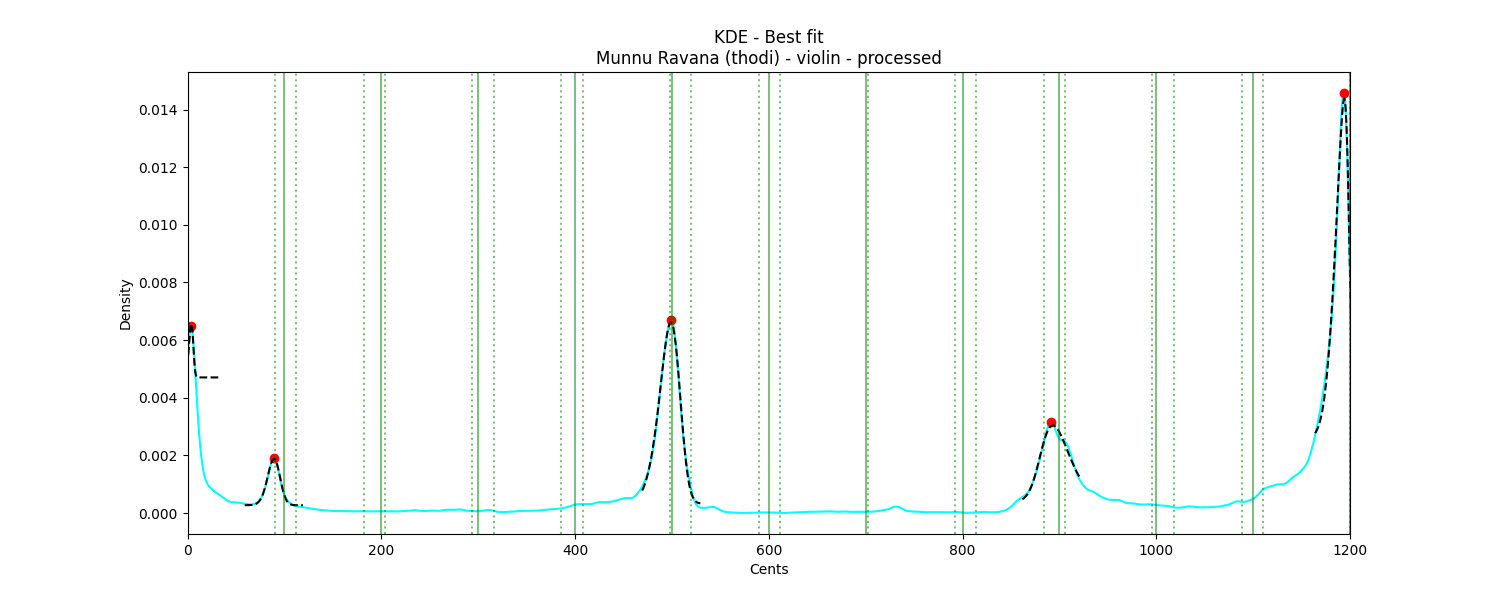 KDE - Best fit
Munnu Ravana (thodi) - violin - processed
0.014
0.012
0.010
0.008
0.006
0.004
0.002
0.000
Density
0 200 400 600 800 1000 1200
Cents